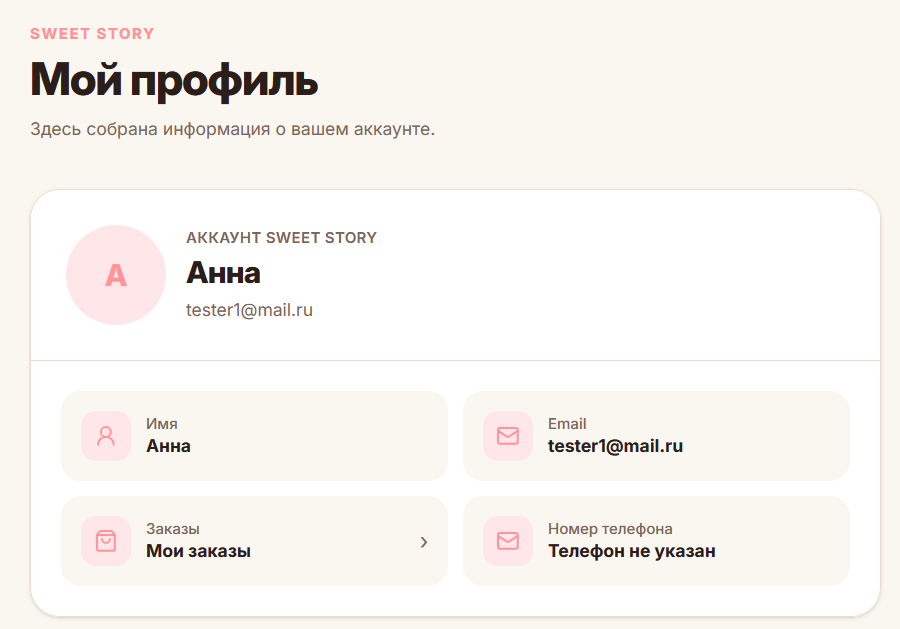 SWEET STORY
Мой профиль
Здесь собрана информация о вашем аккаунте.
А
АККАУНТ SWEET STORY
Анна
tester1@mail.ru
Имя
Анна
Email
tester1@mail.ru
Заказы
Мои заказы
Номер телефона
Телефон не указан